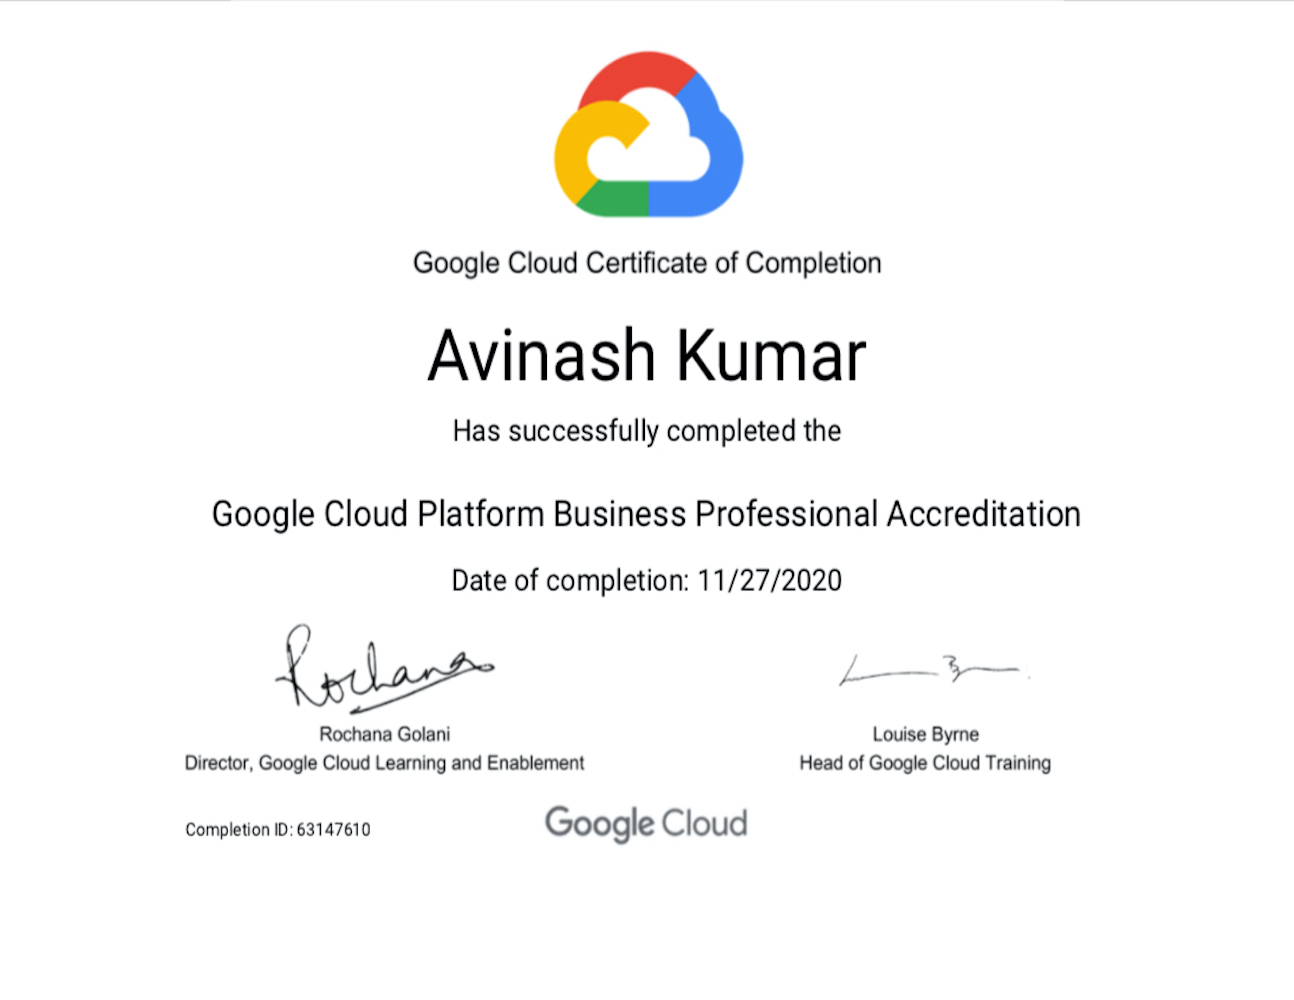 Google Cloud Certificate of Completion
Avinash Kumar
Has successfully completed the
Google Cloud Platform Business Professional Accreditation
Date of completion: 11/27/2020
Rochana
Rochana Golani
Director, Google Cloud Learning and Enablement
Louise Byrne
Head of Google Cloud Training
Completion ID: 63147610
Google Cloud